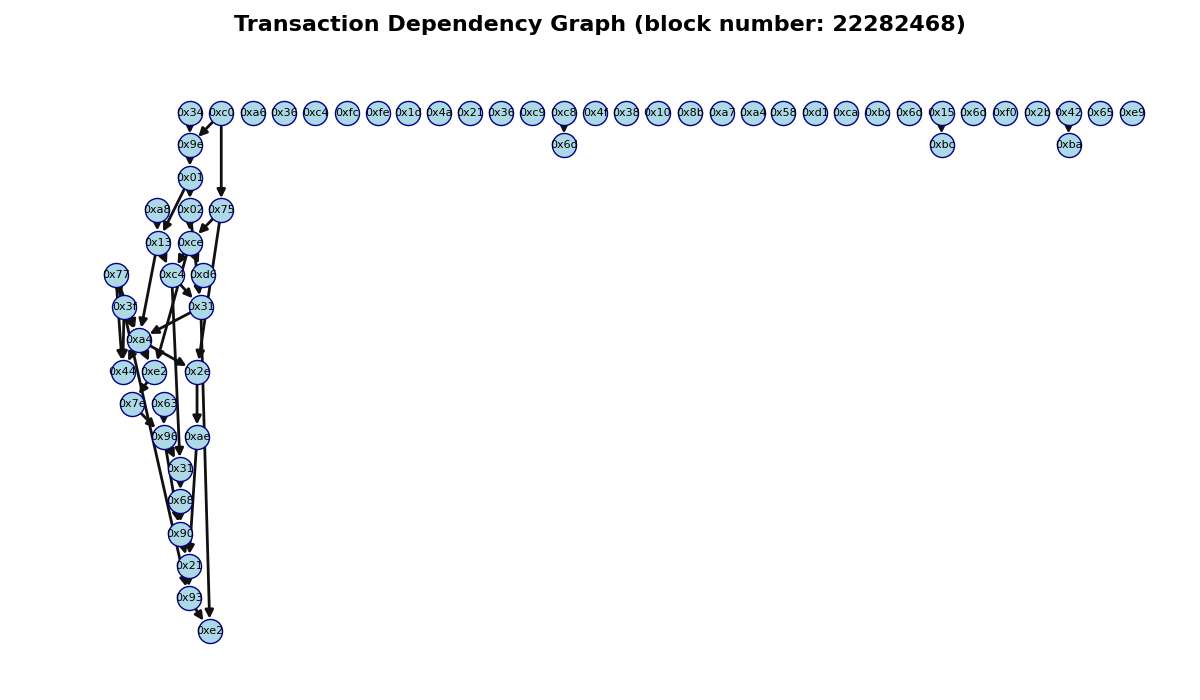 Transaction Dependency Graph (block number: 22282468)
0x34 0xc0 0xa6 0x36 0xc4 0xfc 0xfe 0x1d 0x4a 0x21 0x36 0xc9 0xc8 0x4f 0x38 0x10 0x8b 0xa7 0xa4 0x58 0xd1 0xca 0xbc 0x6c 0x15 0x6c 0xf0 0x2b 0x42 0x65 0xe9
0x9e 0x6d 0xbc 0xba
0x01
0xa8 0x02 0x75
0x13 0xce
0x77 0xc4 0xd6
0x3f 0x31
0xa4
0x44 0xe2 0x2e
0x7e 0x63
0x96 0xae
0x31
0x68
0x90
0x21
0x93
0xe2